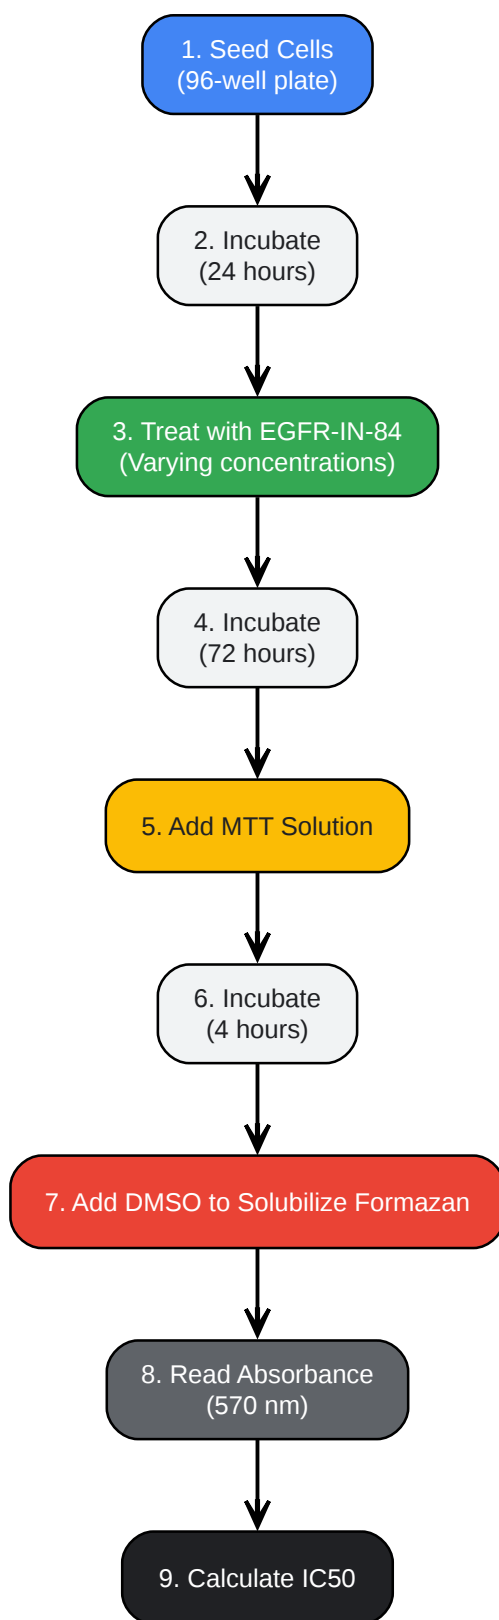 1. Seed Cells
(96-well plate)
2. Incubate
(24 hours)
3. Treat with EGFR-IN-84
(Varying concentrations)
4. Incubate
(72 hours)
5. Add MTT Solution
6. Incubate
(4 hours)
7. Add DMSO to Solubilize Formazan
8. Read Absorbance
(570 nm)
9. Calculate IC50